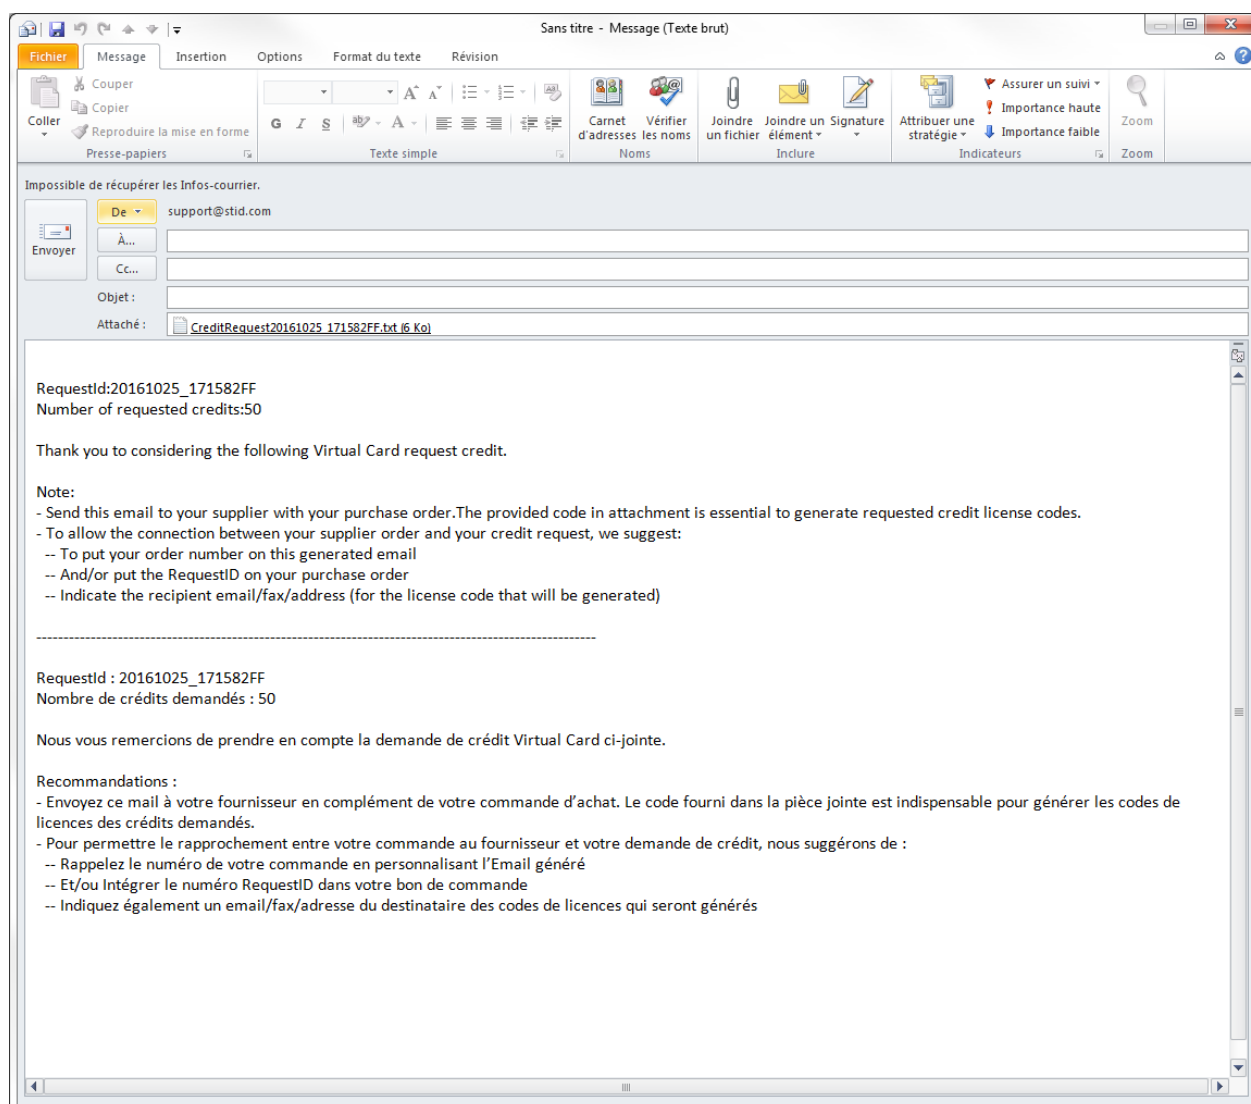 Sans titre - Message (Texte brut)
Fichier Message Insertion Options Format du texte Révision
Coller
Couper
Copier
Reproduire la mise en forme
Presse-papiers
G I S
Texte simple
Carnet d'adresses
Vérifier les noms
Noms
Joindre un fichier
Joindre un élément
Signature
Inclure
Attribuer une stratégie
Assurer un suivi
Importance haute
Importance faible
Indicateurs
Zoom
Zoom
Impossible de récupérer les Infos-courrier.
Envoyer
De support@stid.com
À...
Cc...
Objet :
Attaché : CreditRequest20161025_171582FF.txt (6 Ko)
RequestId:20161025_171582FF
Number of requested credits:50
Thank you to considering the following Virtual Card request credit.
Note:
- Send this email to your supplier with your purchase order.The provided code in attachment is essential to generate requested credit license codes.
- To allow the connection between your supplier order and your credit request, we suggest:
-- To put your order number on this generated email
-- And/or put the RequestID on your purchase order
-- Indicate the recipient email/fax/address (for the license code that will be generated)
--------------------------------------------------------------------------------------------------------
RequestId : 20161025_171582FF
Nombre de crédits demandés : 50
Nous vous remercions de prendre en compte la demande de crédit Virtual Card ci-jointe.
Recommandations :
- Envoyez ce mail à votre fournisseur en complément de votre commande d'achat. Le code fourni dans la pièce jointe est indispensable pour générer les codes de
licences des crédits demandés.
- Pour permettre le rapprochement entre votre commande au fournisseur et votre demande de crédit, nous suggérons de :
-- Rappelez le numéro de votre commande en personnalisant l'Email généré
-- Et/ou Intégrer le numéro RequestID dans votre bon de commande
-- Indiquez également un email/fax/adresse du destinataire des codes de licences qui seront générés